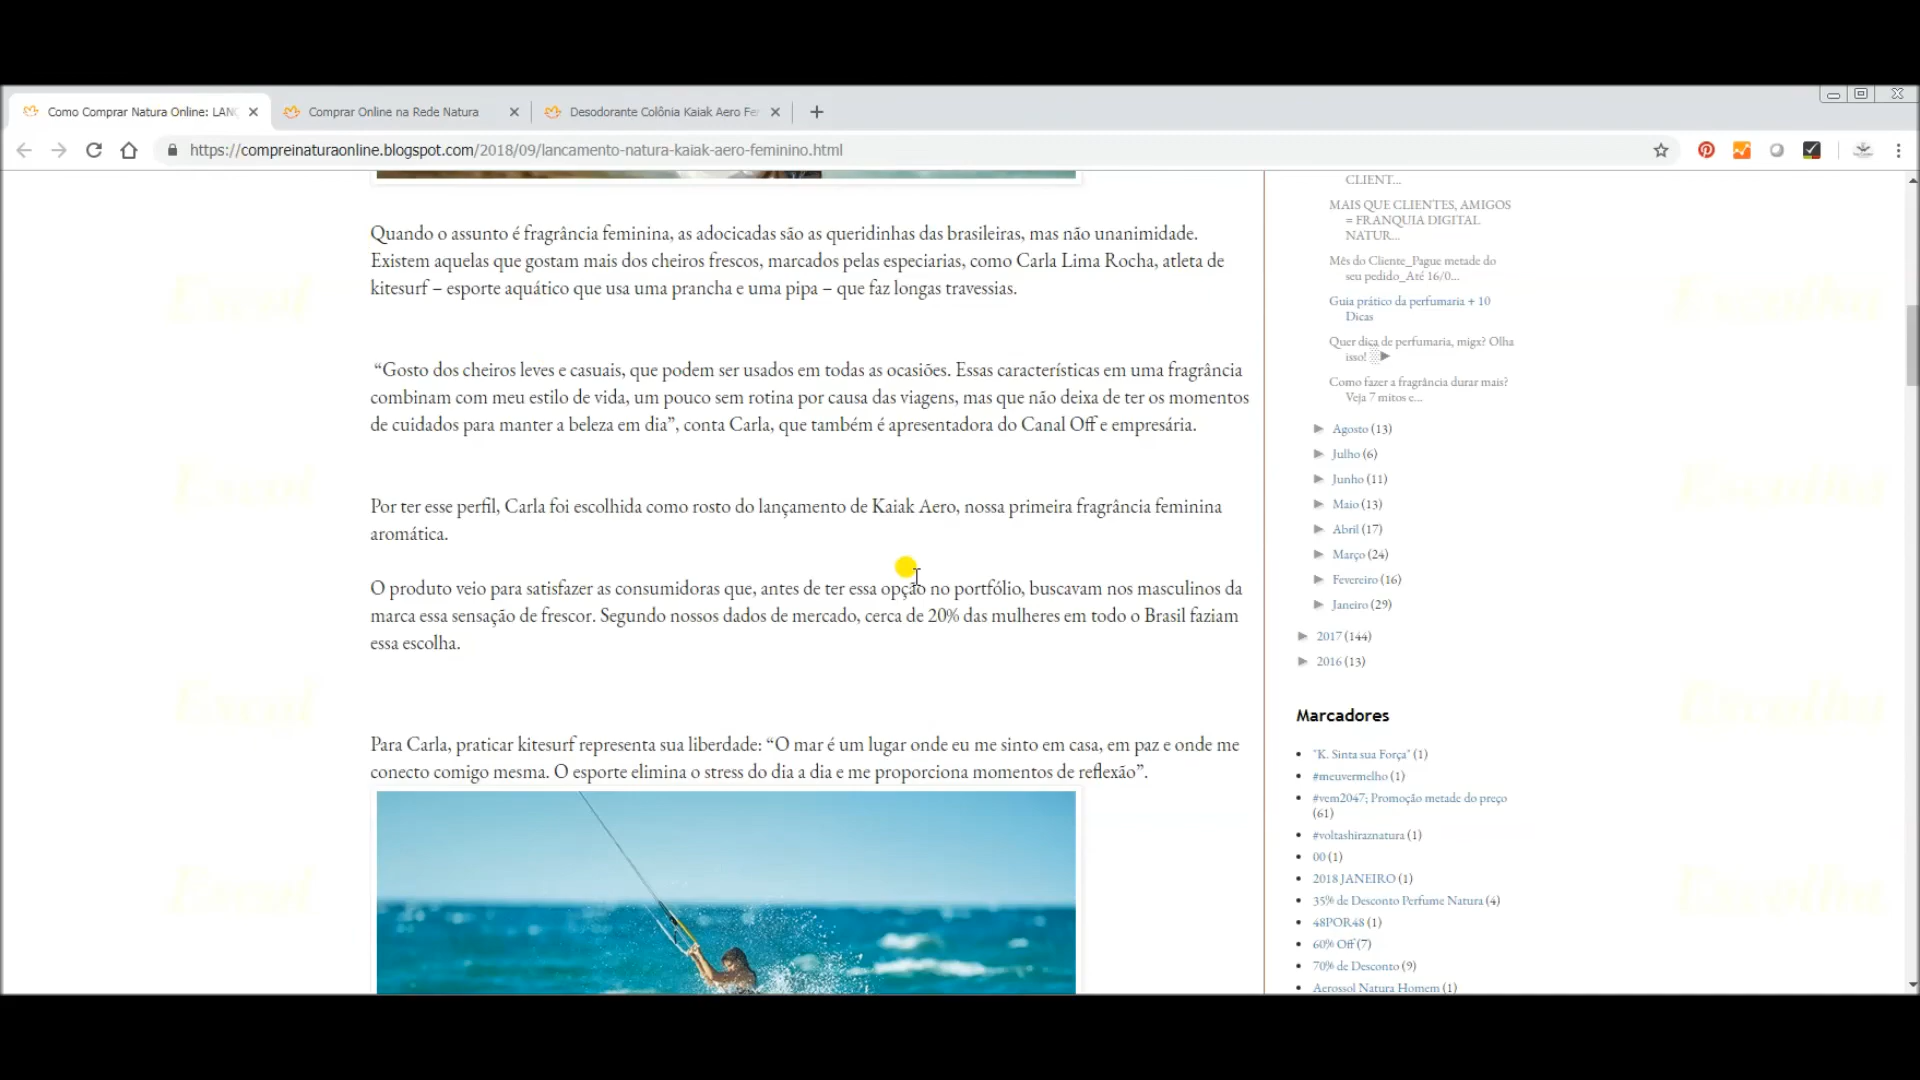 Como Comprar Natura Online: LANÇ
Comprar Online na Rede Natura
Desodorante Colônia Kaiak Aero Fe
https://compreinaturaonline.blogspot.com/2018/09/lancamento-natura-kaiak-aero-feminino.html
Quando o assunto é fragrância feminina, as adocicadas são as queridinhas das brasileiras, mas não unanimidade.
Existem aquelas que gostam mais dos cheiros frescos, marcados pelas especiarias, como Carla Lima Rocha, atleta de
kitesurf – esporte aquático que usa uma prancha e uma pipa – que faz longas travessias.
“Gosto dos cheiros leves e casuais, que podem ser usados em todas as ocasiões. Essas características em uma fragrância
combinam com meu estilo de vida, um pouco sem rotina por causa das viagens, mas que não deixa de ter os momentos
de cuidados para manter a beleza em dia”, conta Carla, que também é apresentadora do Canal Off e empresária.
Por ter esse perfil, Carla foi escolhida como rosto do lançamento de Kaiak Aero, nossa primeira fragrância feminina
aromática.
O produto veio para satisfazer as consumidoras que, antes de ter essa opção no portfólio, buscavam nos masculinos da
marca essa sensação de frescor. Segundo nossos dados de mercado, cerca de 20% das mulheres em todo o Brasil faziam
essa escolha.
Para Carla, praticar kitesurf representa sua liberdade: “O mar é um lugar onde eu me sinto em casa, em paz e onde me
conecto comigo mesma. O esporte elimina o stress do dia a dia e me proporciona momentos de reflexão”.
CLIENT...
MAIS QUE CLIENTES, AMIGOS
= FRANQUIA DIGITAL
NATUR...
Mês do Cliente_Pague metade do
seu pedido_Até 16/0...
Guia prático da perfumaria + 10
Dicas
Quer dica de perfumaria, migx? Olha
isso! ░►
Como fazer a fragrância durar mais?
Veja 7 mitos e...
► Agosto (13)
► Julho (6)
► Junho (11)
► Maio (13)
► Abril (17)
► Março (24)
► Fevereiro (16)
► Janeiro (29)
► 2017 (144)
► 2016 (13)
Marcadores
• "K. Sinta sua Força" (1)
• #meuvermelho (1)
• #vem2047; Promoção metade do preço
(61)
• #voltashiraznatura (1)
• 00 (1)
• 2018 JANEIRO (1)
• 35% de Desconto Perfume Natura (4)
• 48POR48 (1)
• 60% Off (7)
• 70% de Desconto (9)
• Aerossol Natura Homem (1)
Escol
Escolha
Escol
Escolha
Escol
Escolha
Escol
Escolha